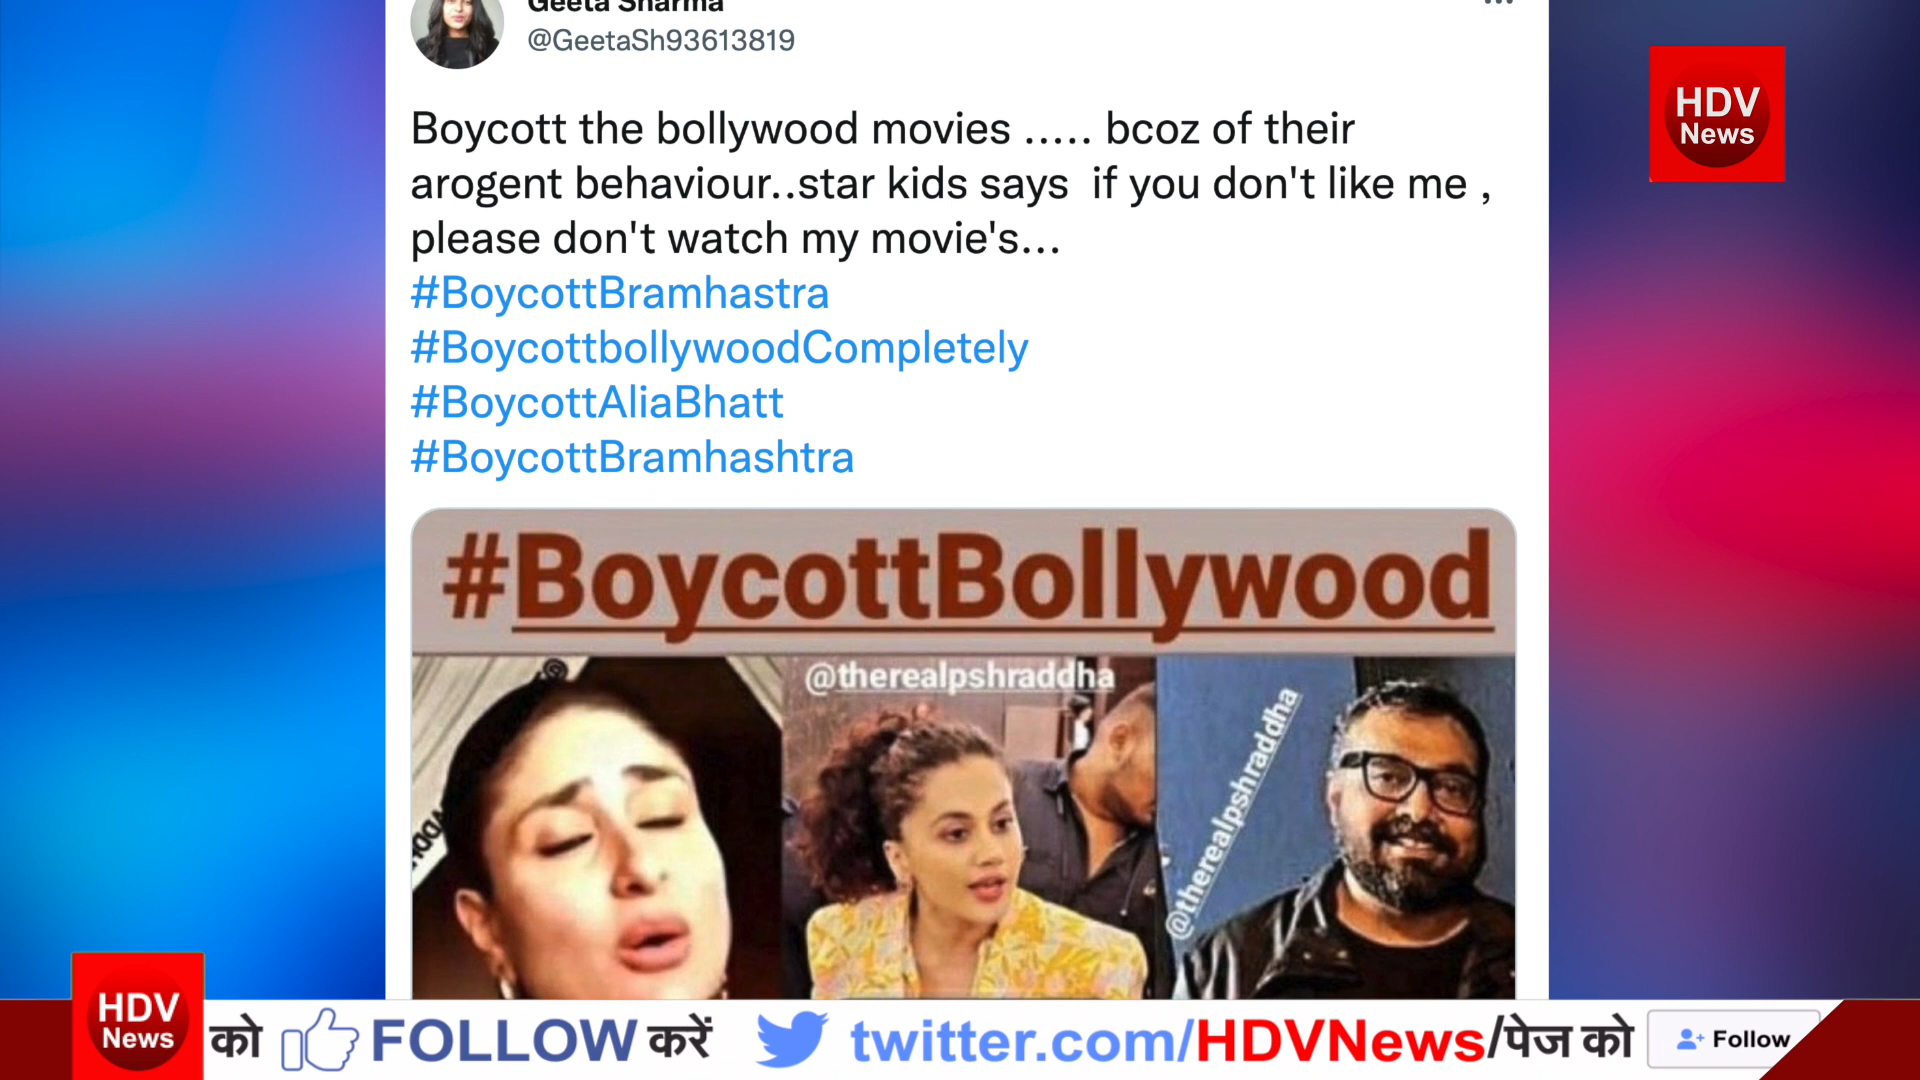 Geeta Sharma
@GeetaSh93613819
HDV
News
Boycott the bollywood movies ..... bcoz of their
arogent behaviour..star kids says if you don't like me ,
please don't watch my movie's...
#BoycottBramhastra
#BoycottbollywoodCompletely
#BoycottAliaBhatt
#BoycottBramhashtra
#BoycottBollywood
@therealpshraddha
@therealpshraddha
HDV
News
को FOLLOW करें twitter.com/HDVNews/पेज को Follow